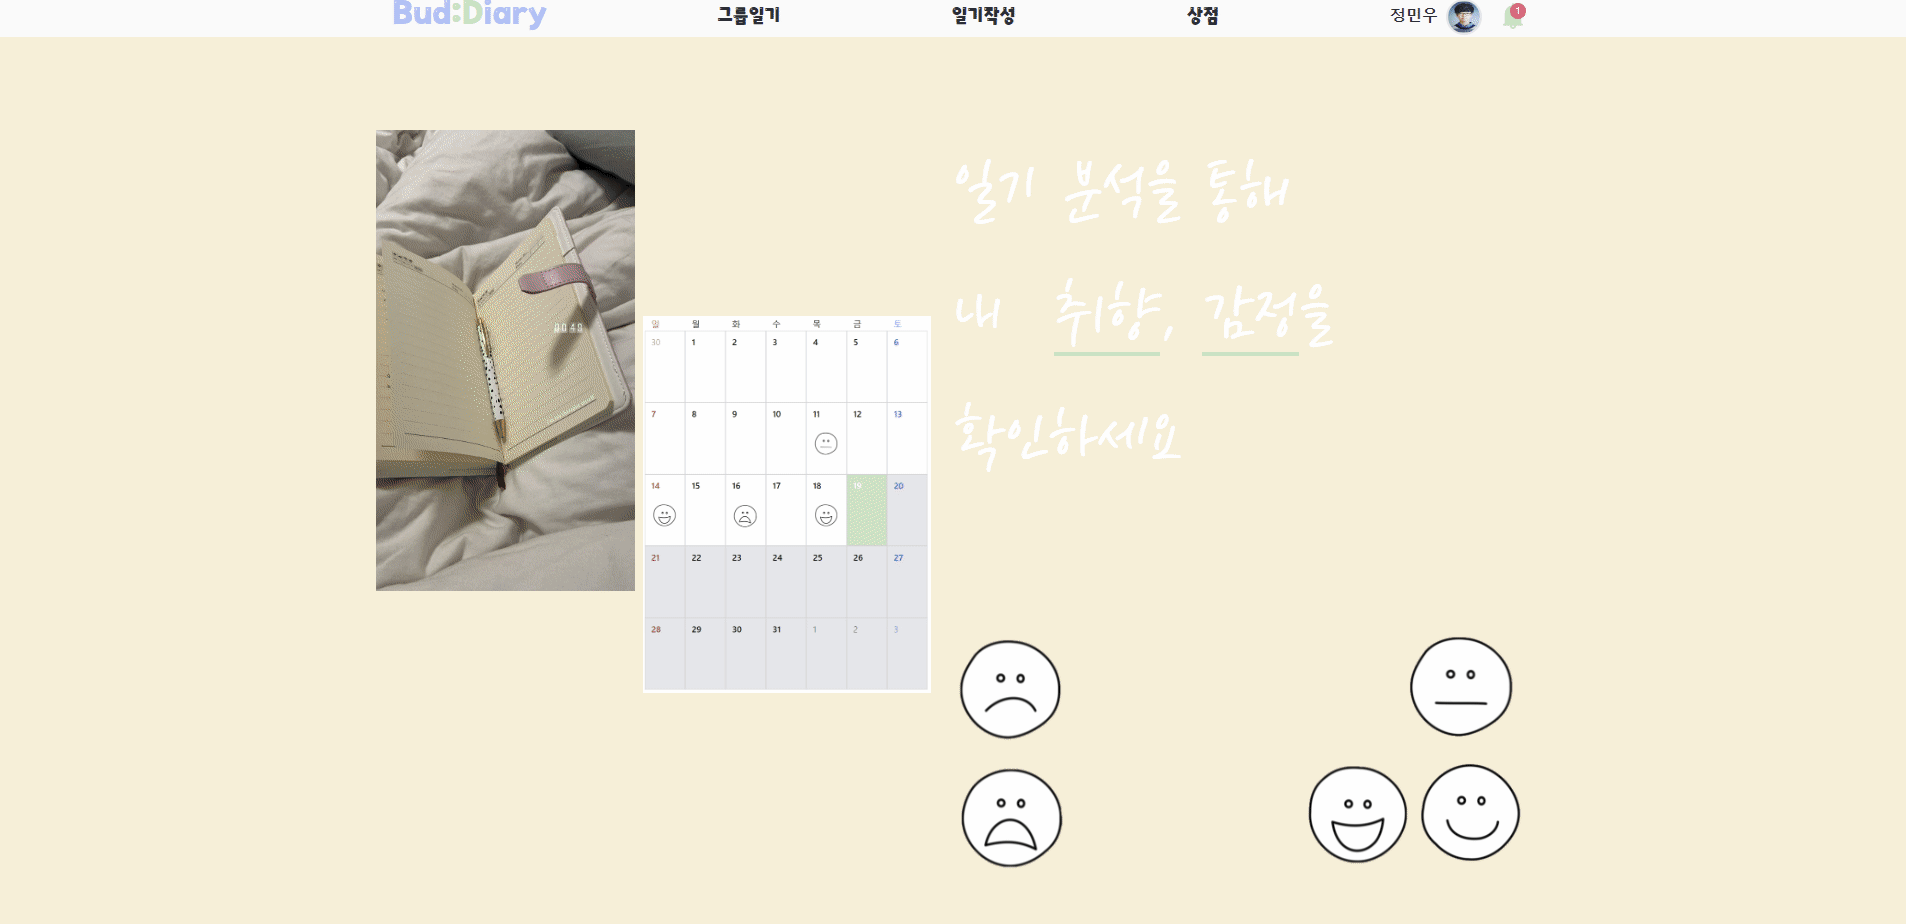 Bud:Diary
그룹일기
일기작성
상점
정민우
1
일기 분석을 통해
내 취향, 감정을
확인하세요
00:40
일 월 화 수 목 금 토
30 1 2 3 4 5 6
7 8 9 10 11 12 13
14 15 16 17 18 19 20
21 22 23 24 25 26 27
28 29 30 31 1 2 3